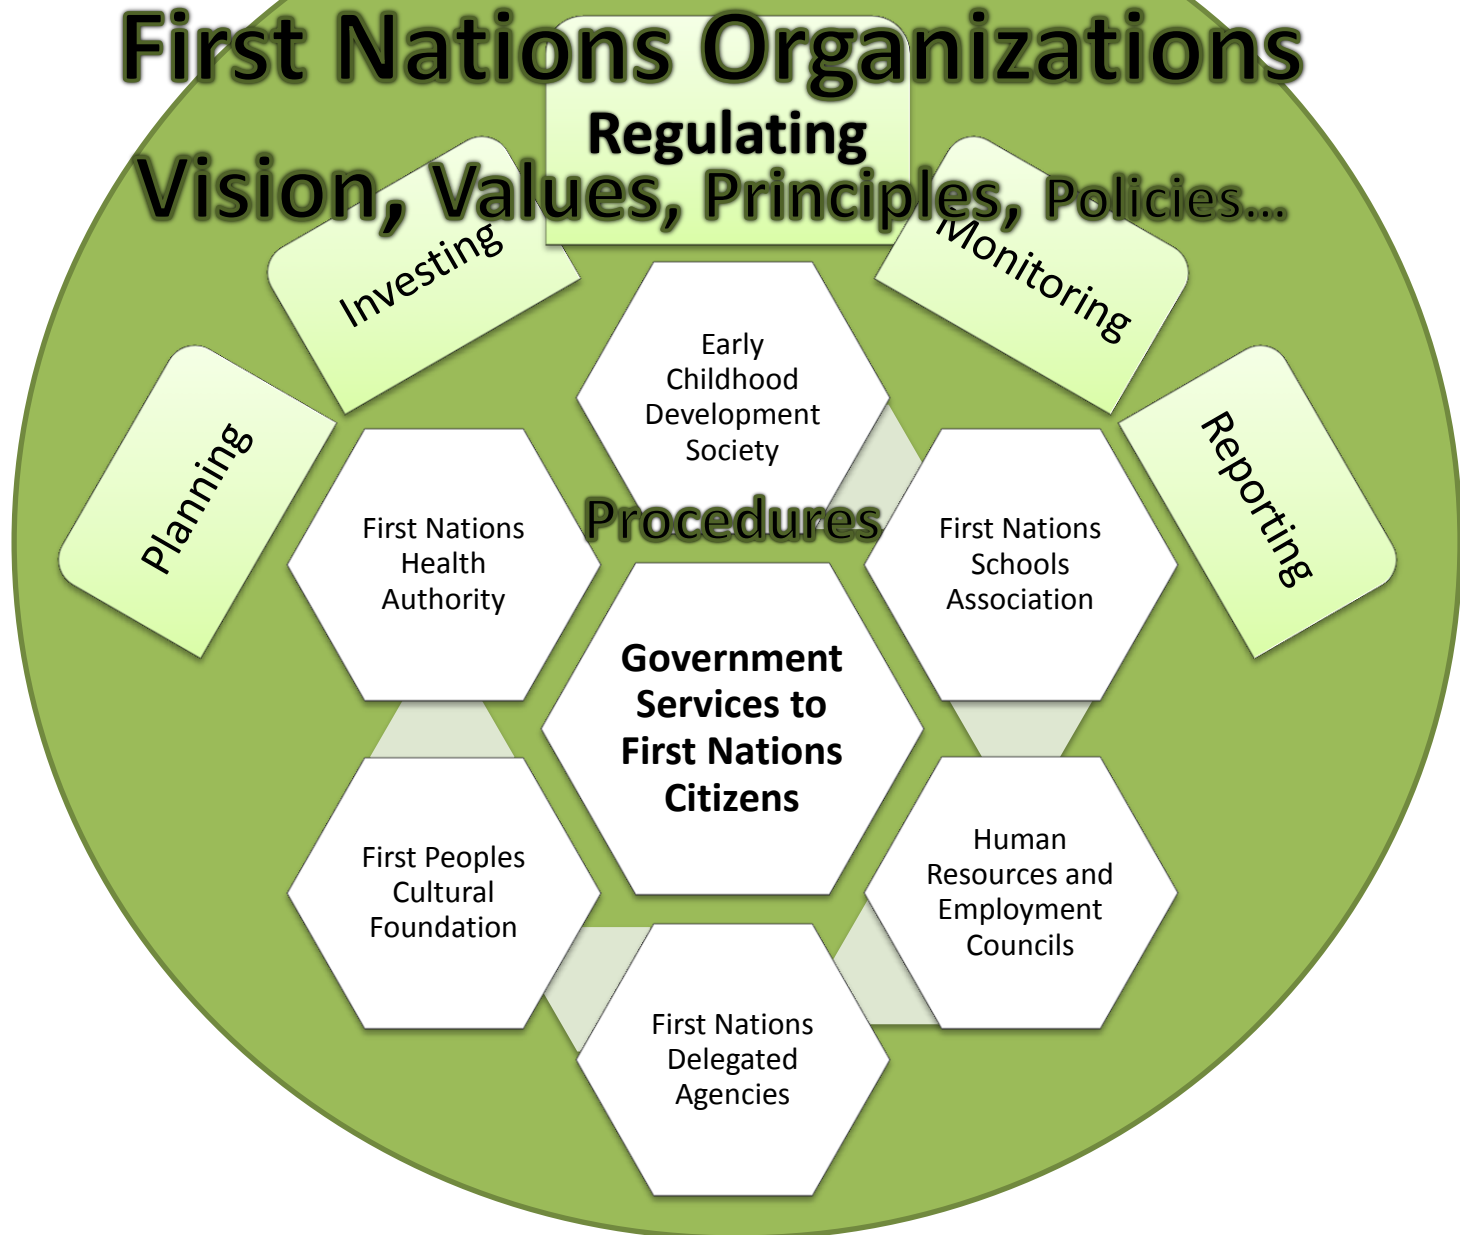 First Nations Organizations
Regulating
Vision, Values, Principles, Policies...
Investing
Monitoring
Planning
Reporting
Early
Childhood
Development
Society
Procedures
First Nations
Health
Authority
First Nations
Schools
Association
Government
Services to
First Nations
Citizens
First Peoples
Cultural
Foundation
Human
Resources and
Employment
Councils
First Nations
Delegated
Agencies